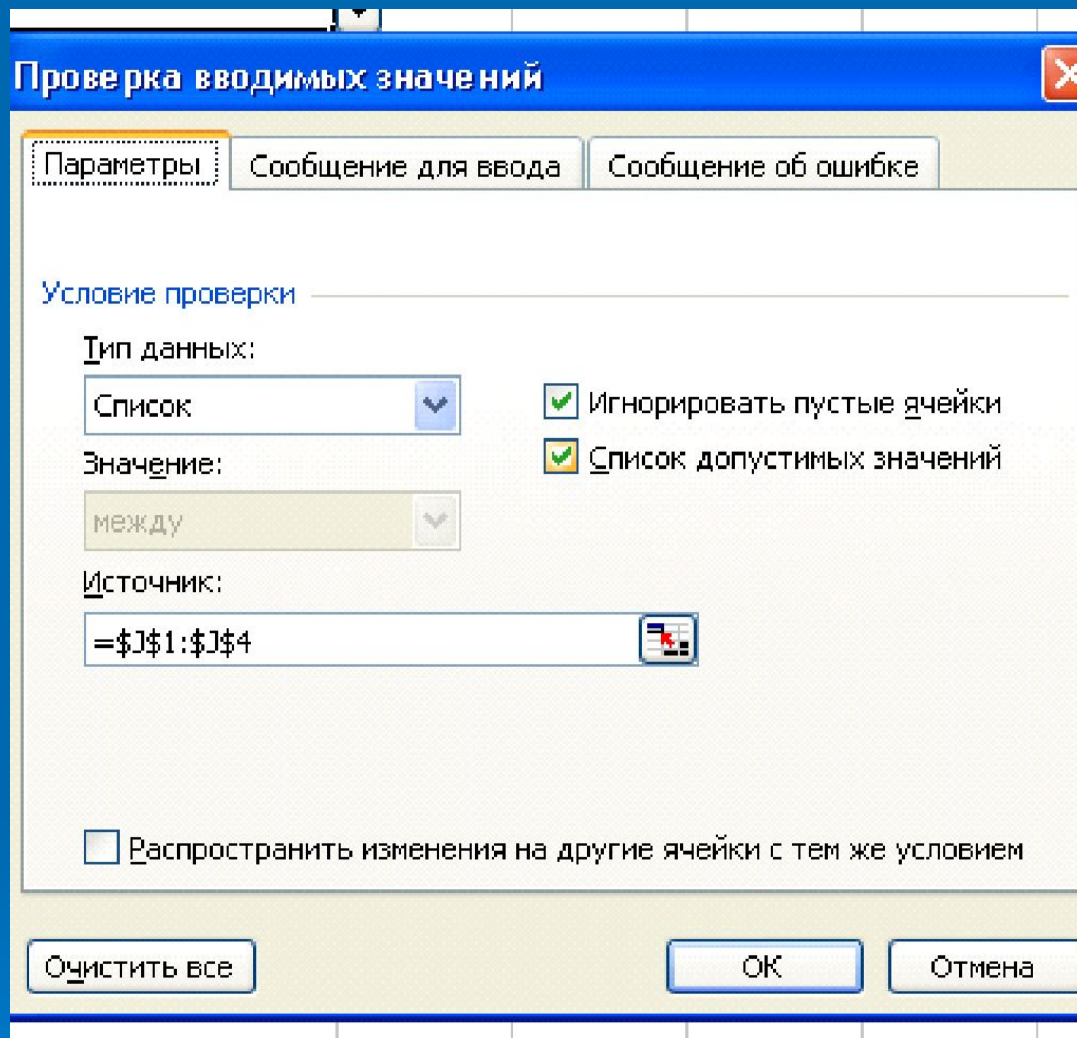 Проверка вводимых значений
Параметры Сообщение для ввода Сообщение об ошибке
Условие проверки
Тип данных:
Список
Игнорировать пустые ячейки
Значение:
Список допустимых значений
между
Источник:
=$J$1:$J$4
Распространить изменения на другие ячейки с тем же условием
Очистить все ОК Отмена